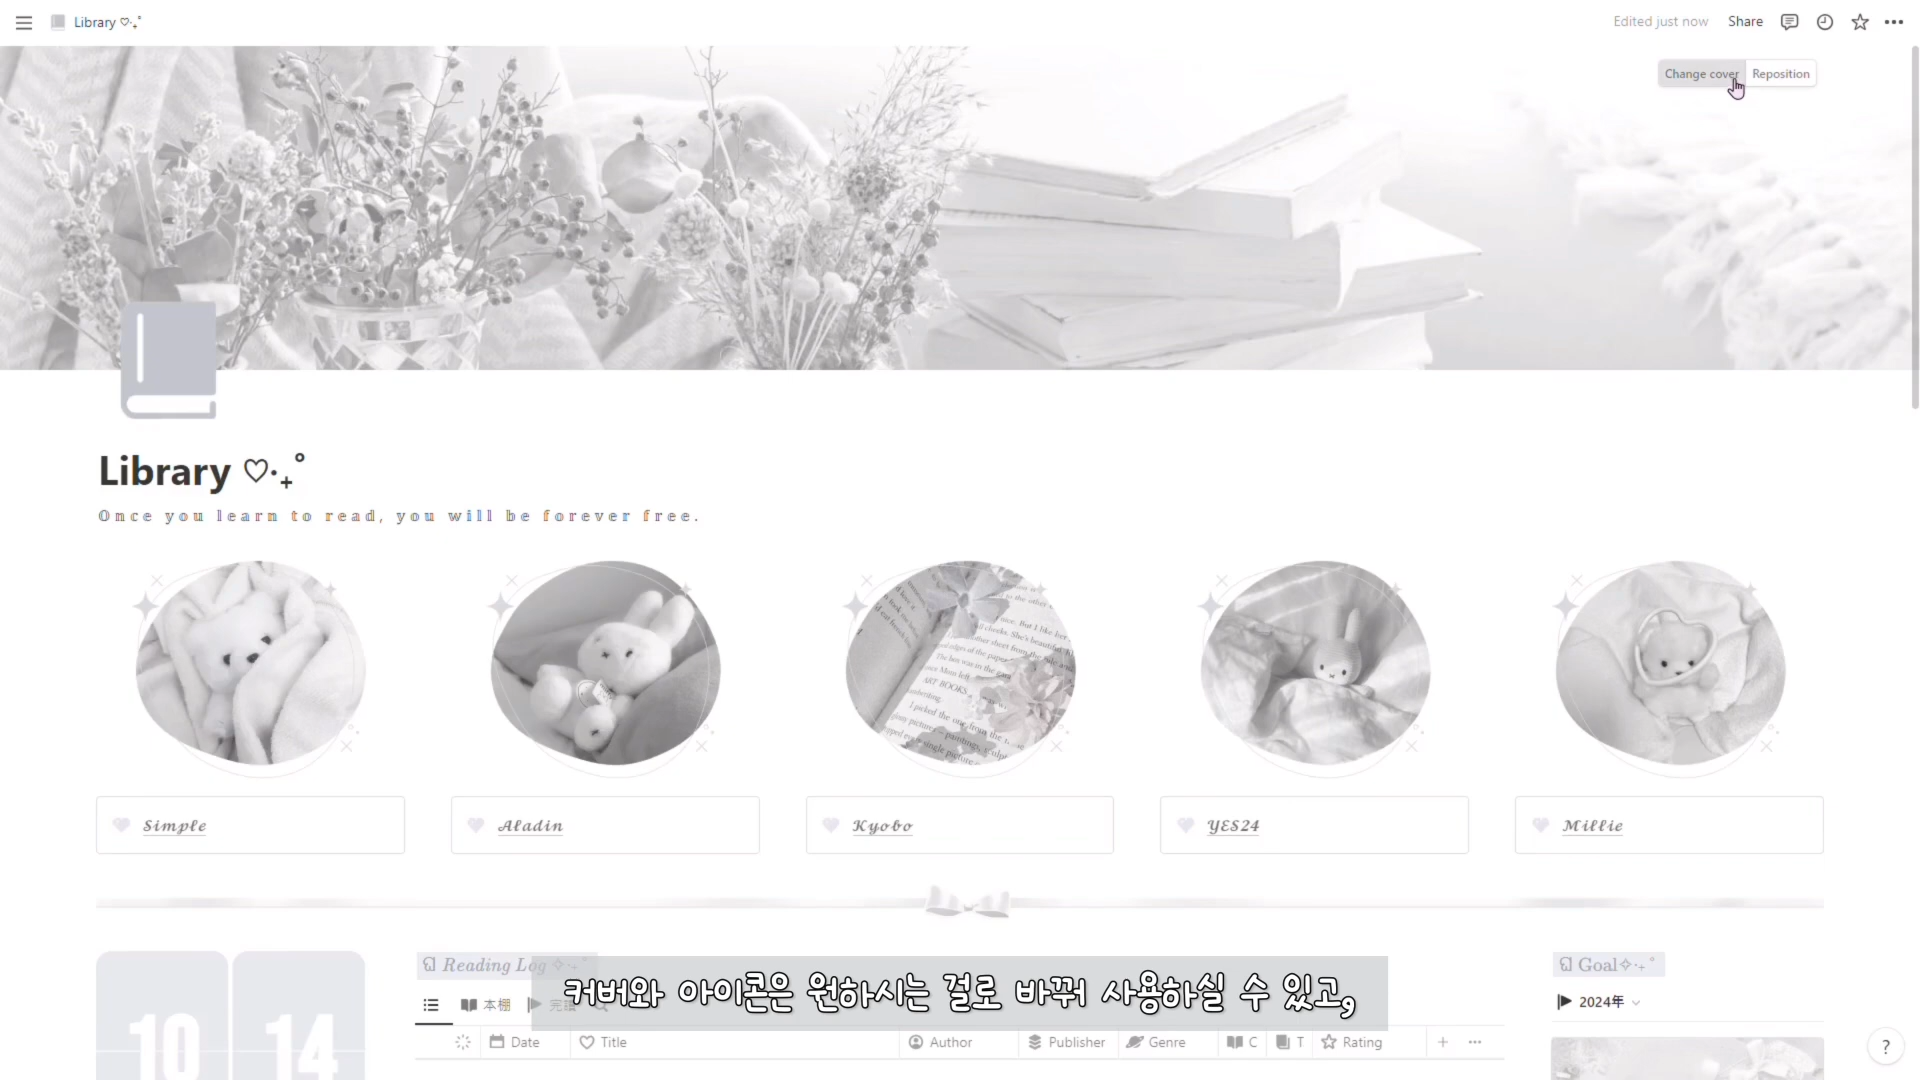 Library ♡·₊˚
Edited just now
Share
Change cover
Reposition
Library ♡·₊˚
Once you learn to read, you will be forever free.
Simple
Aladin
Kyobo
YES24
Millie
10 14
Reading Log ✧·₊˚
本棚
커버와 아이콘은 원하시는 걸로 바꿔 사용하실 수 있고,
Date
Title
Author
Publisher
Genre
C
T
Rating
Goal✧·₊˚
2024年
?